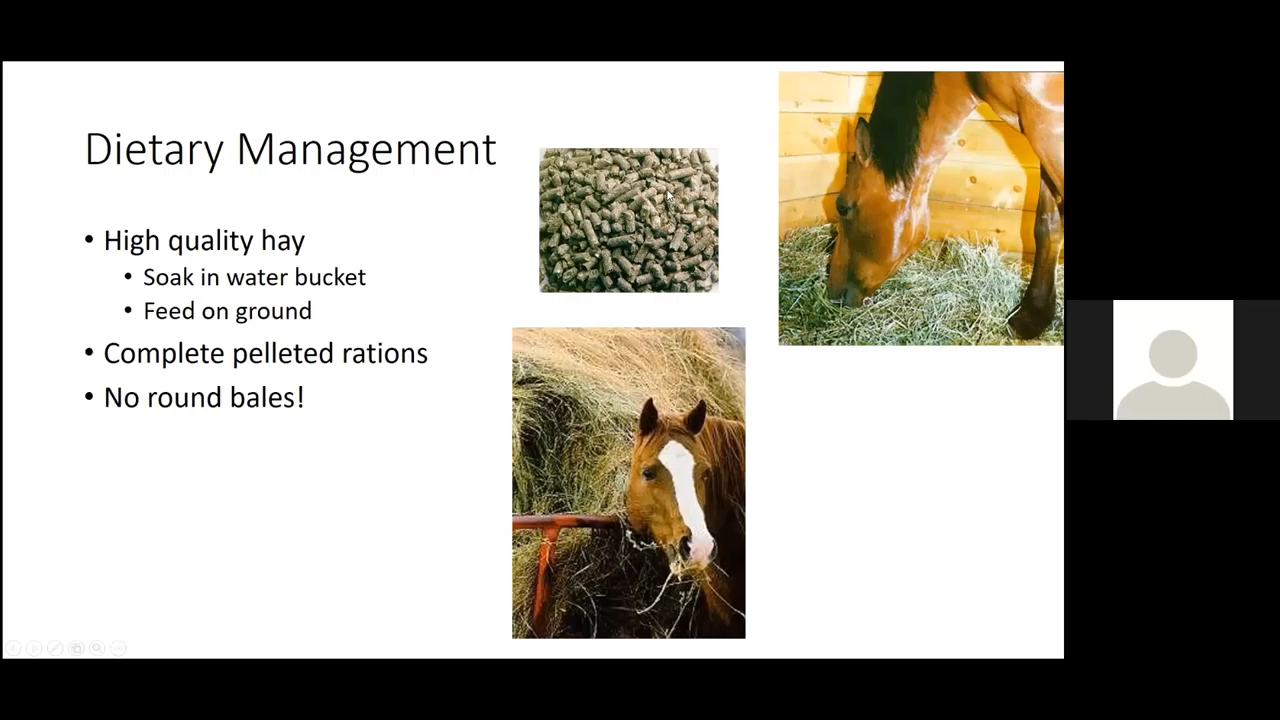 Dietary Management
• High quality hay
• Soak in water bucket
• Feed on ground
• Complete pelleted rations
• No round bales!